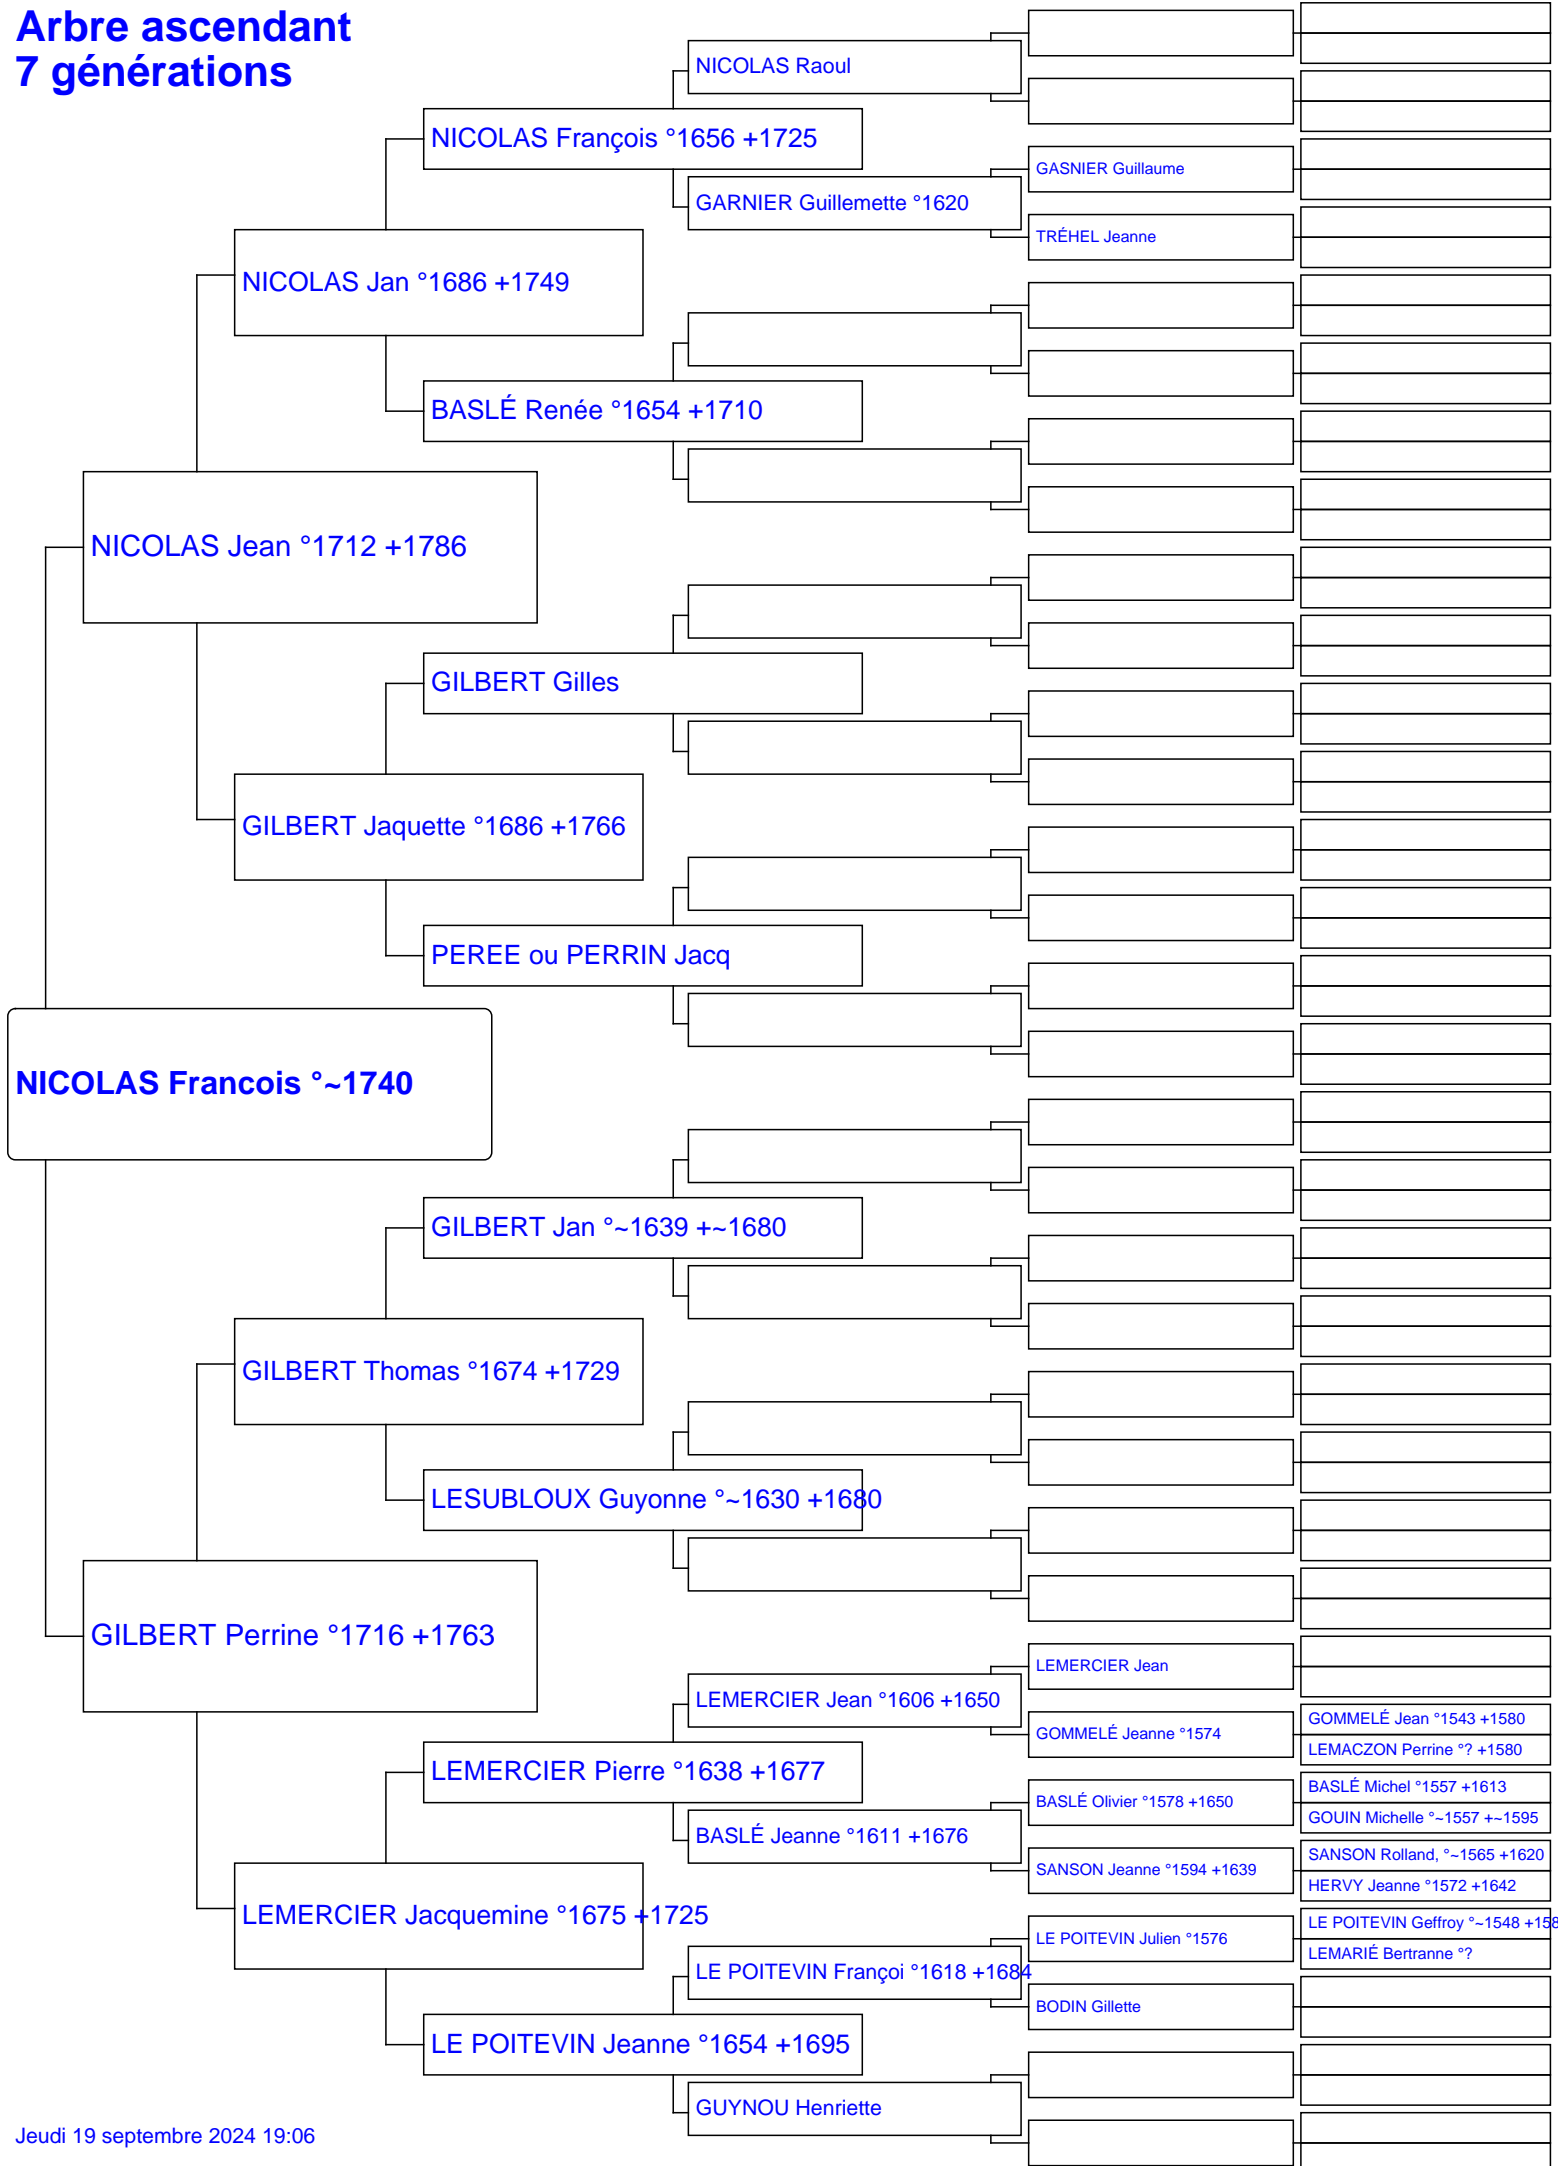 Arbre ascendant
7 générations
NICOLAS Raoul
NICOLAS François °1656 +1725
GASNIER Guillaume
GARNIER Guillemette °1620
TRÉHEL Jeanne
NICOLAS Jan °1686 +1749
BASLÉ Renée °1654 +1710
NICOLAS Jean °1712 +1786
GILBERT Gilles
GILBERT Jaquette °1686 +1766
PEREE ou PERRIN Jacq
NICOLAS Francois °~1740
GILBERT Jan °~1639 +~1680
GILBERT Thomas °1674 +1729
LESUBLOUX Guyonne °~1630 +1680
GILBERT Perrine °1716 +1763
LEMERCIER Jean
LEMERCIER Jean °1606 +1650
GOMMELÉ Jean °1543 +1580
GOMMELÉ Jeanne °1574
LEMACZON Perrine °? +1580
LEMERCIER Pierre °1638 +1677
BASLÉ Michel °1557 +1613
BASLÉ Olivier °1578 +1650
GOUIN Michelle °~1557 +~1595
BASLÉ Jeanne °1611 +1676
SANSON Rolland, °~1565 +1620
SANSON Jeanne °1594 +1639
HERVY Jeanne °1572 +1642
LEMERCIER Jacquemine °1675 +1725
LE POITEVIN Geffroy °~1548 +158
LE POITEVIN Julien °1576
LEMARIÉ Bertranne °?
LE POITEVIN Françoi °1618 +1684
BODIN Gillette
LE POITEVIN Jeanne °1654 +1695
GUYNOU Henriette
Jeudi 19 septembre 2024 19:06